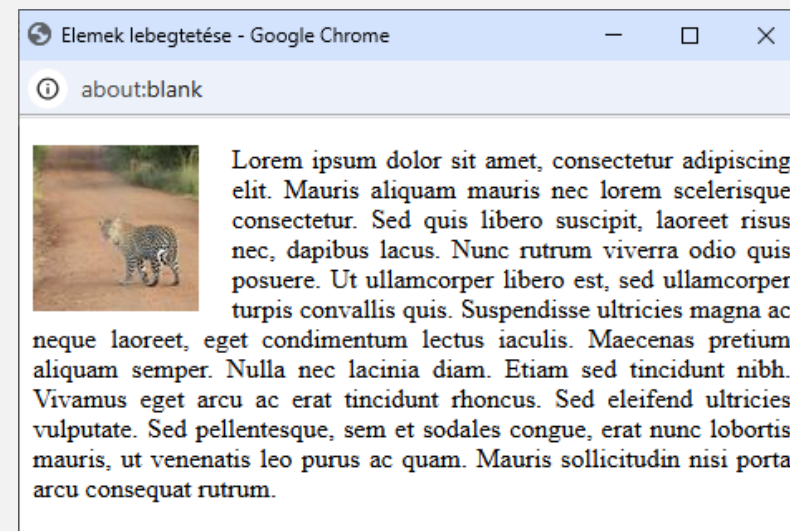 Elemek lebegtetése - Google Chrome
about:blank
Lorem ipsum dolor sit amet, consectetur adipiscing
elit. Mauris aliquam mauris nec lorem scelerisque
consectetur. Sed quis libero suscipit, laoreet risus
nec, dapibus lacus. Nunc rutrum viverra odio quis
posuere. Ut ullamcorper libero est, sed ullamcorper
turpis convallis quis. Suspendisse ultricies magna ac
neque laoreet, eget condimentum lectus iaculis. Maecenas pretium
aliquam semper. Nulla nec lacinia diam. Etiam sed tincidunt nibh.
Vivamus eget arcu ac erat tincidunt rhoncus. Sed eleifend ultricies
vulputate. Sed pellentesque, sem et sodales congue, erat nunc lobortis
mauris, ut venenatis leo purus ac quam. Mauris sollicitudin nisi porta
arcu consequat rutrum.